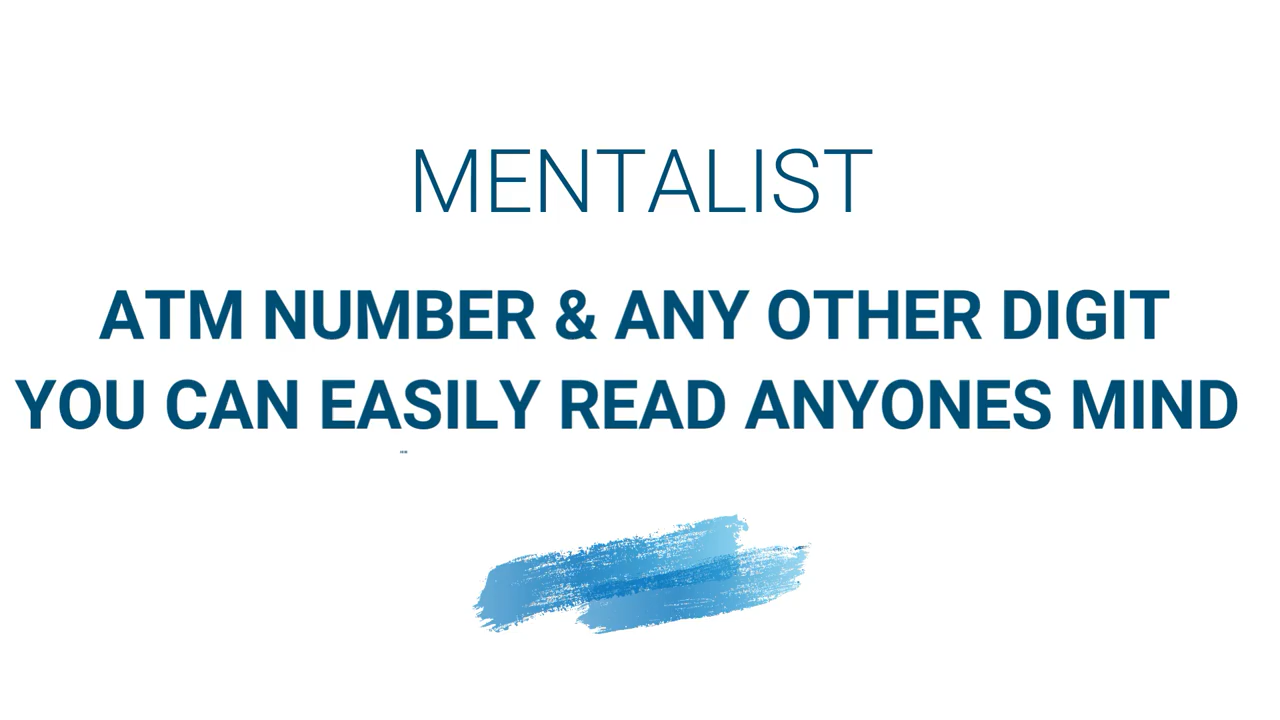 MENTALIST
ATM NUMBER & ANY OTHER DIGIT
YOU CAN EASILY READ ANYONES MIND